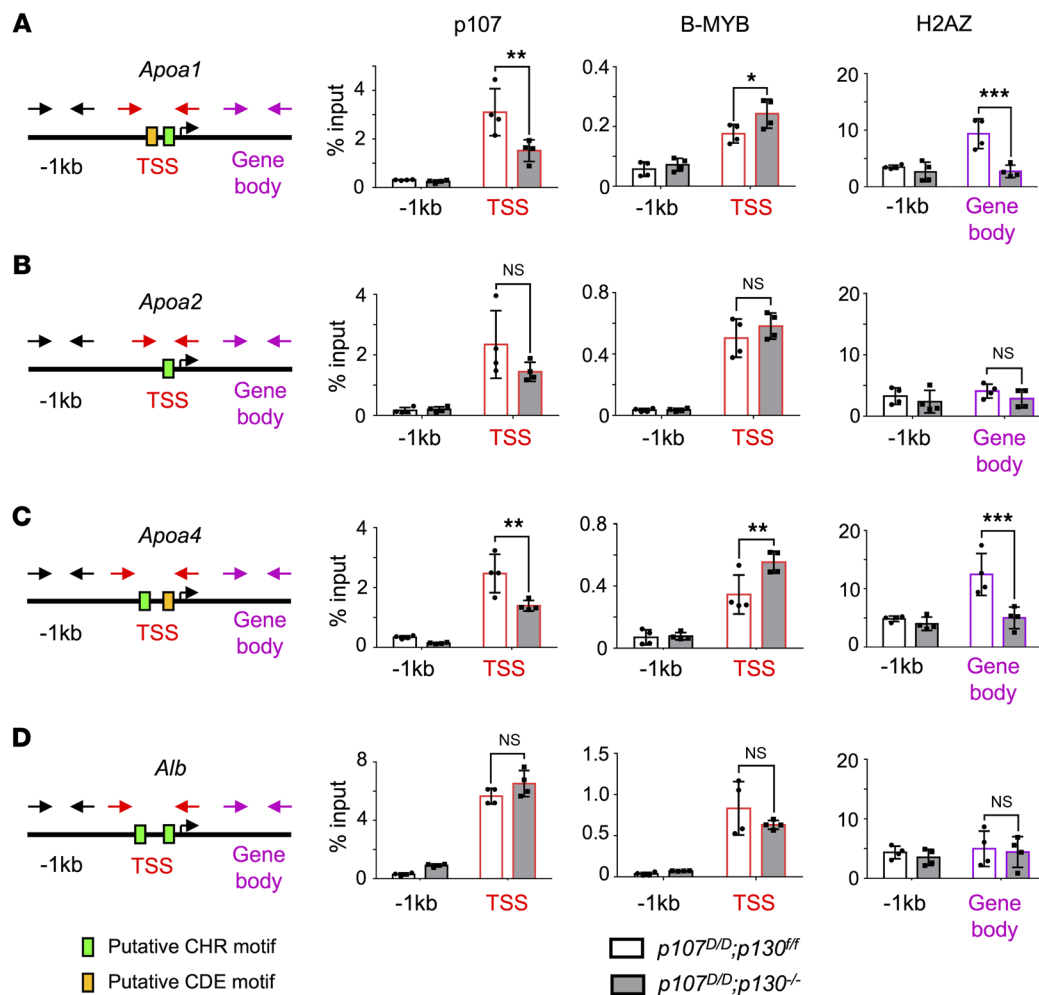 p107 B-MYB H2AZ
A
Apoa1
-1kb TSS Gene body
% input
4
2
0
**
-1kb TSS
0.4
0.2
0
*
-1kb TSS
20
10
0
***
-1kb Gene body
B
Apoa2
-1kb TSS Gene body
% input
4
2
0
NS
-1kb TSS
0.8
0.4
0
NS
-1kb TSS
20
10
0
NS
-1kb Gene body
C
Apoa4
-1kb TSS Gene body
% input
4
2
0
**
-1kb TSS
0.8
0.4
0
**
-1kb TSS
20
10
0
***
-1kb Gene body
D
Alb
-1kb TSS Gene body
% input
8
4
0
NS
-1kb TSS
1.5
1.0
0.5
0
NS
-1kb TSS
20
10
0
NS
-1kb Gene body
Putative CHR motif
Putative CDE motif
p107D/D;p130f/f
p107D/D;p130-/-